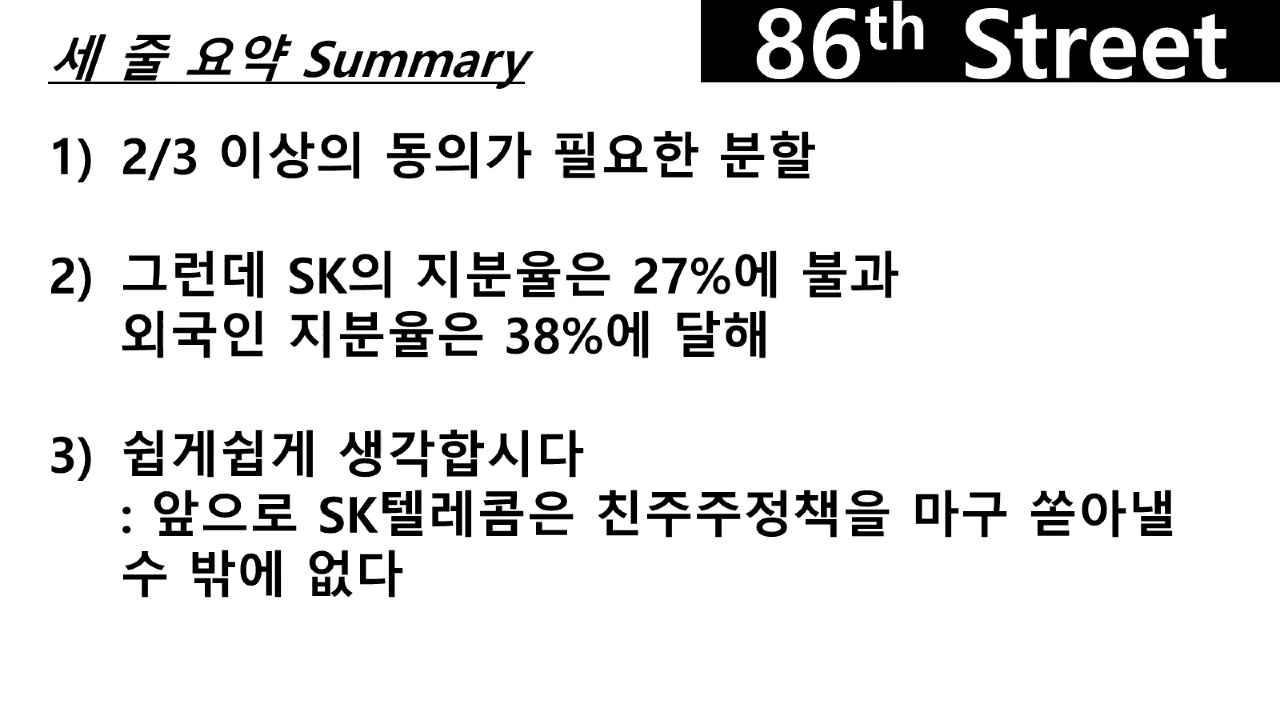 세 줄 요약 Summary
86th Street
1) 2/3 이상의 동의가 필요한 분할
2) 그런데 SK의 지분율은 27%에 불과
외국인 지분율은 38%에 달해
3) 쉽게쉽게 생각합시다
: 앞으로 SK텔레콤은 친주주정책을 마구 쏟아낼
수 밖에 없다